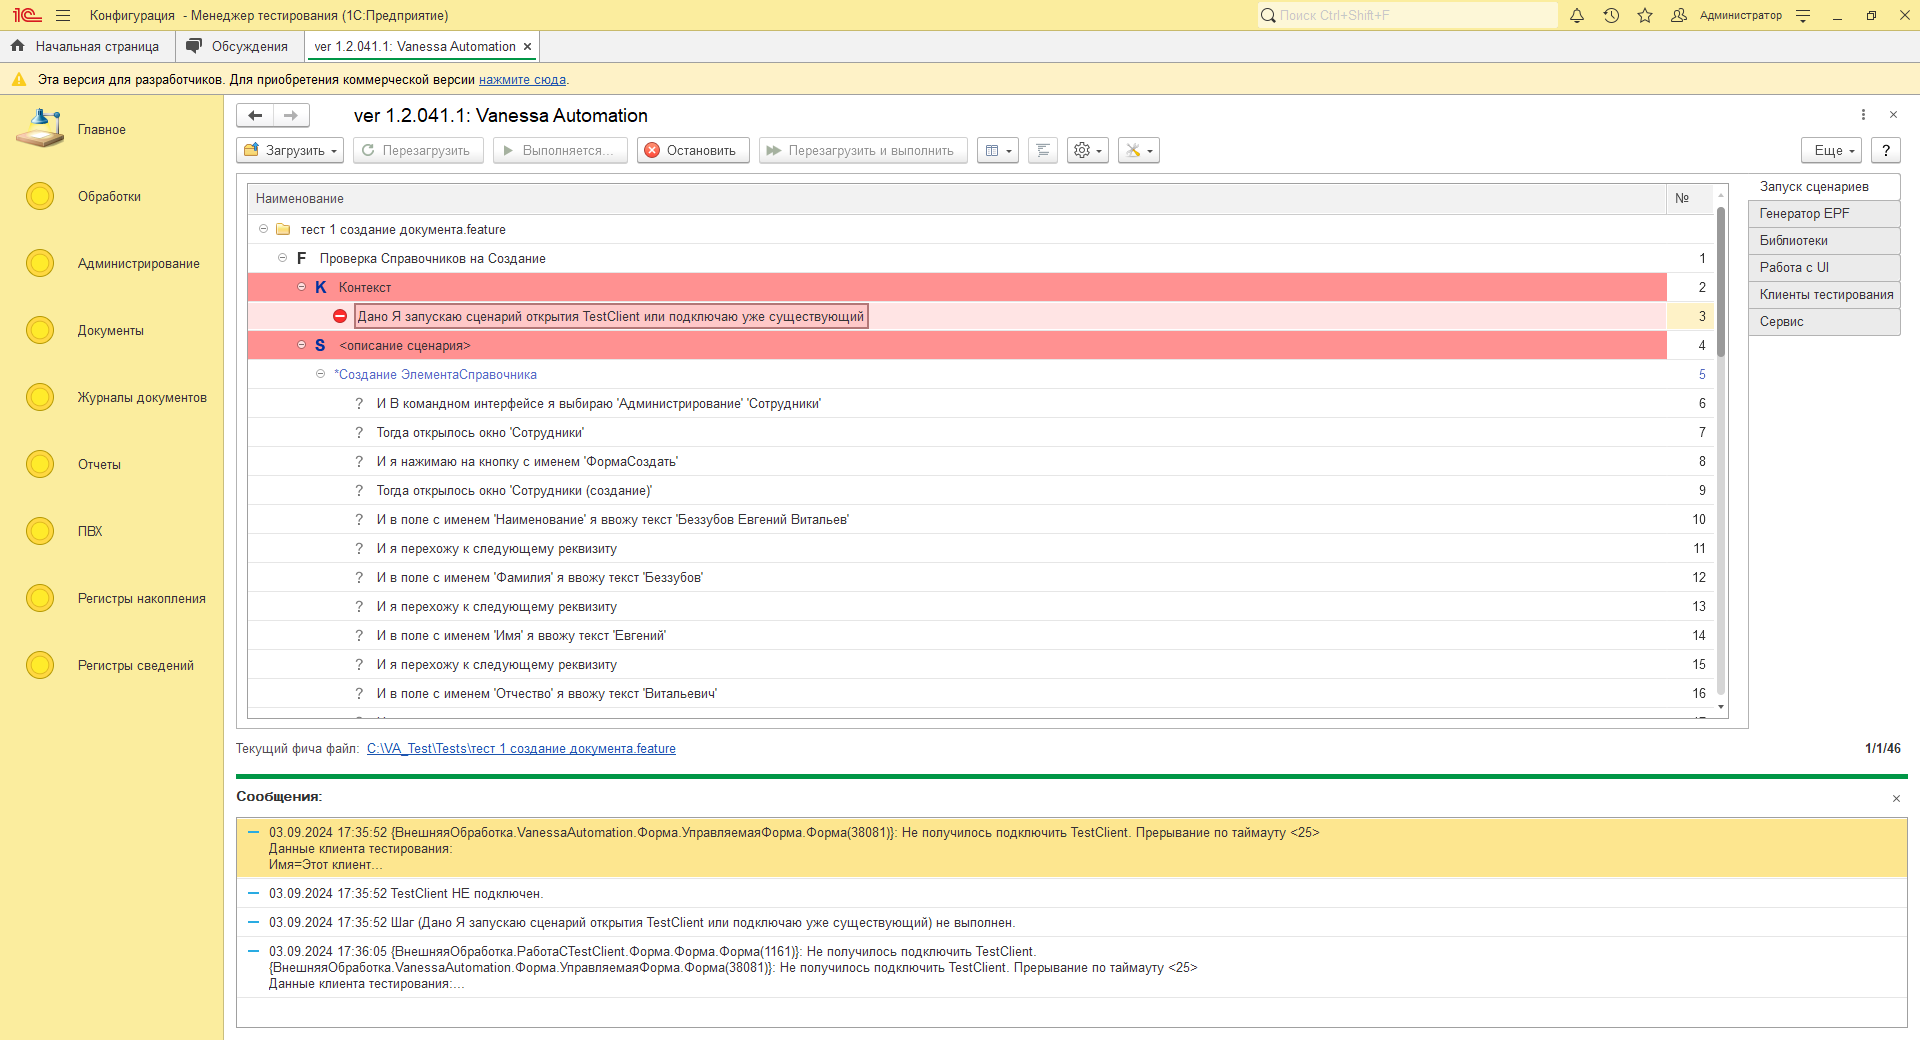 1С Конфигурация - Менеджер тестирования (1С:Предприятие) Поиск Ctrl+Shift+F Администратор
Начальная страница Обсуждения ver 1.2.041.1: Vanessa Automation ×
Эта версия для разработчиков. Для приобретения коммерческой версии нажмите сюда.
Главное
Обработки
Администрирование
Документы
Журналы документов
Отчеты
ПВХ
Регистры накопления
Регистры сведений
ver 1.2.041.1: Vanessa Automation
Загрузить Перезагрузить Выполняется... Остановить Перезагрузить и выполнить Еще ?
Наименование №
тест 1 создание документа.feature
F Проверка Справочников на Создание 1
K Контекст 2
Дано Я запускаю сценарий открытия TestClient или подключаю уже существующий 3
S <описание сценария> 4
*Создание ЭлементаСправочника 5
? И В командном интерфейсе я выбираю 'Администрирование' 'Сотрудники' 6
? Тогда открылось окно 'Сотрудники' 7
? И я нажимаю на кнопку с именем 'ФормаСоздать' 8
? Тогда открылось окно 'Сотрудники (создание)' 9
? И в поле с именем 'Наименование' я ввожу текст 'Беззубов Евгений Витальев' 10
? И я перехожу к следующему реквизиту 11
? И в поле с именем 'Фамилия' я ввожу текст 'Беззубов' 12
? И я перехожу к следующему реквизиту 13
? И в поле с именем 'Имя' я ввожу текст 'Евгений' 14
? И я перехожу к следующему реквизиту 15
? И в поле с именем 'Отчество' я ввожу текст 'Витальевич' 16
Запуск сценариев
Генератор EPF
Библиотеки
Работа с UI
Клиенты тестирования
Сервис
Текущий фича файл: C:\VA_Test\Tests\тест 1 создание документа.feature 1/1/46
Сообщения:
03.09.2024 17:35:52 {ВнешняяОбработка.VanessaAutomation.Форма.УправляемаяФорма.Форма(38081)}: Не получилось подключить TestClient. Прерывание по таймауту <25>
Данные клиента тестирования:
Имя=Этот клиент...
03.09.2024 17:35:52 TestClient НЕ подключен.
03.09.2024 17:35:52 Шаг (Дано Я запускаю сценарий открытия TestClient или подключаю уже существующий) не выполнен.
03.09.2024 17:36:05 {ВнешняяОбработка.РаботаСTestClient.Форма.Форма.Форма(1161)}: Не получилось подключить TestClient.
{ВнешняяОбработка.VanessaAutomation.Форма.УправляемаяФорма.Форма(38081)}: Не получилось подключить TestClient. Прерывание по таймауту <25>
Данные клиента тестирования:...